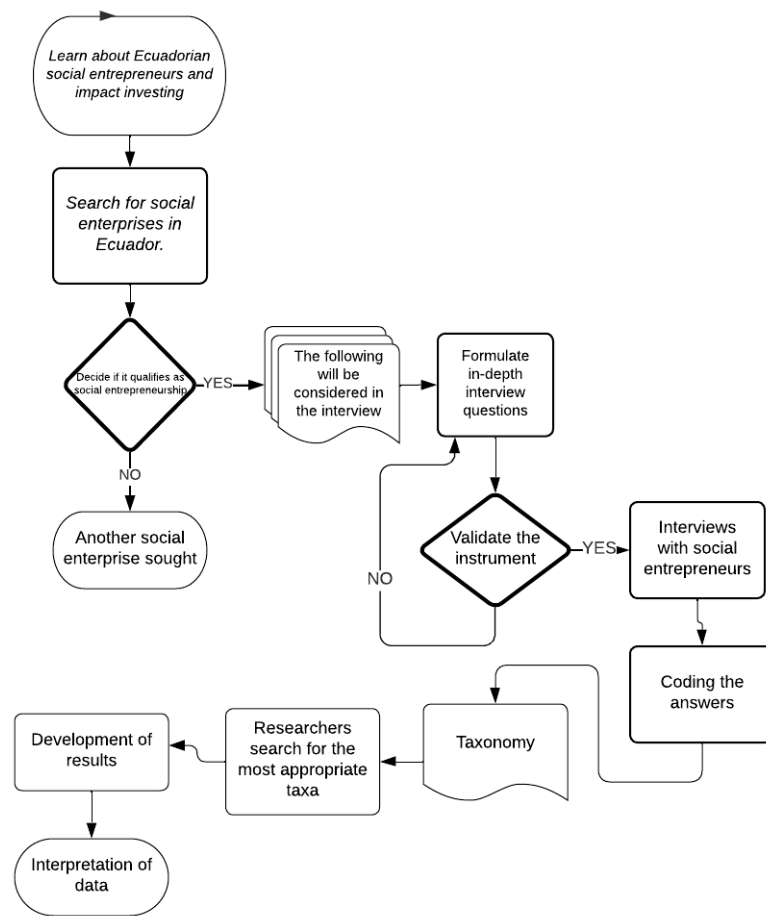 Learn about Ecuadorian
social entrepreneurs and
impact investing
Search for social
enterprises in
Ecuador.
Decide if it qualifies as
social entrepreneurship
YES
The following
will be
considered in
the interview
Formulate
in-depth
interview
questions
NO
Another social
enterprise sought
Validate the
instrument
YES
NO
Interviews
with social
entrepreneurs
Coding the
answers
Taxonomy
Researchers
search for the
most appropriate
taxa
Development of
results
Interpretation of
data